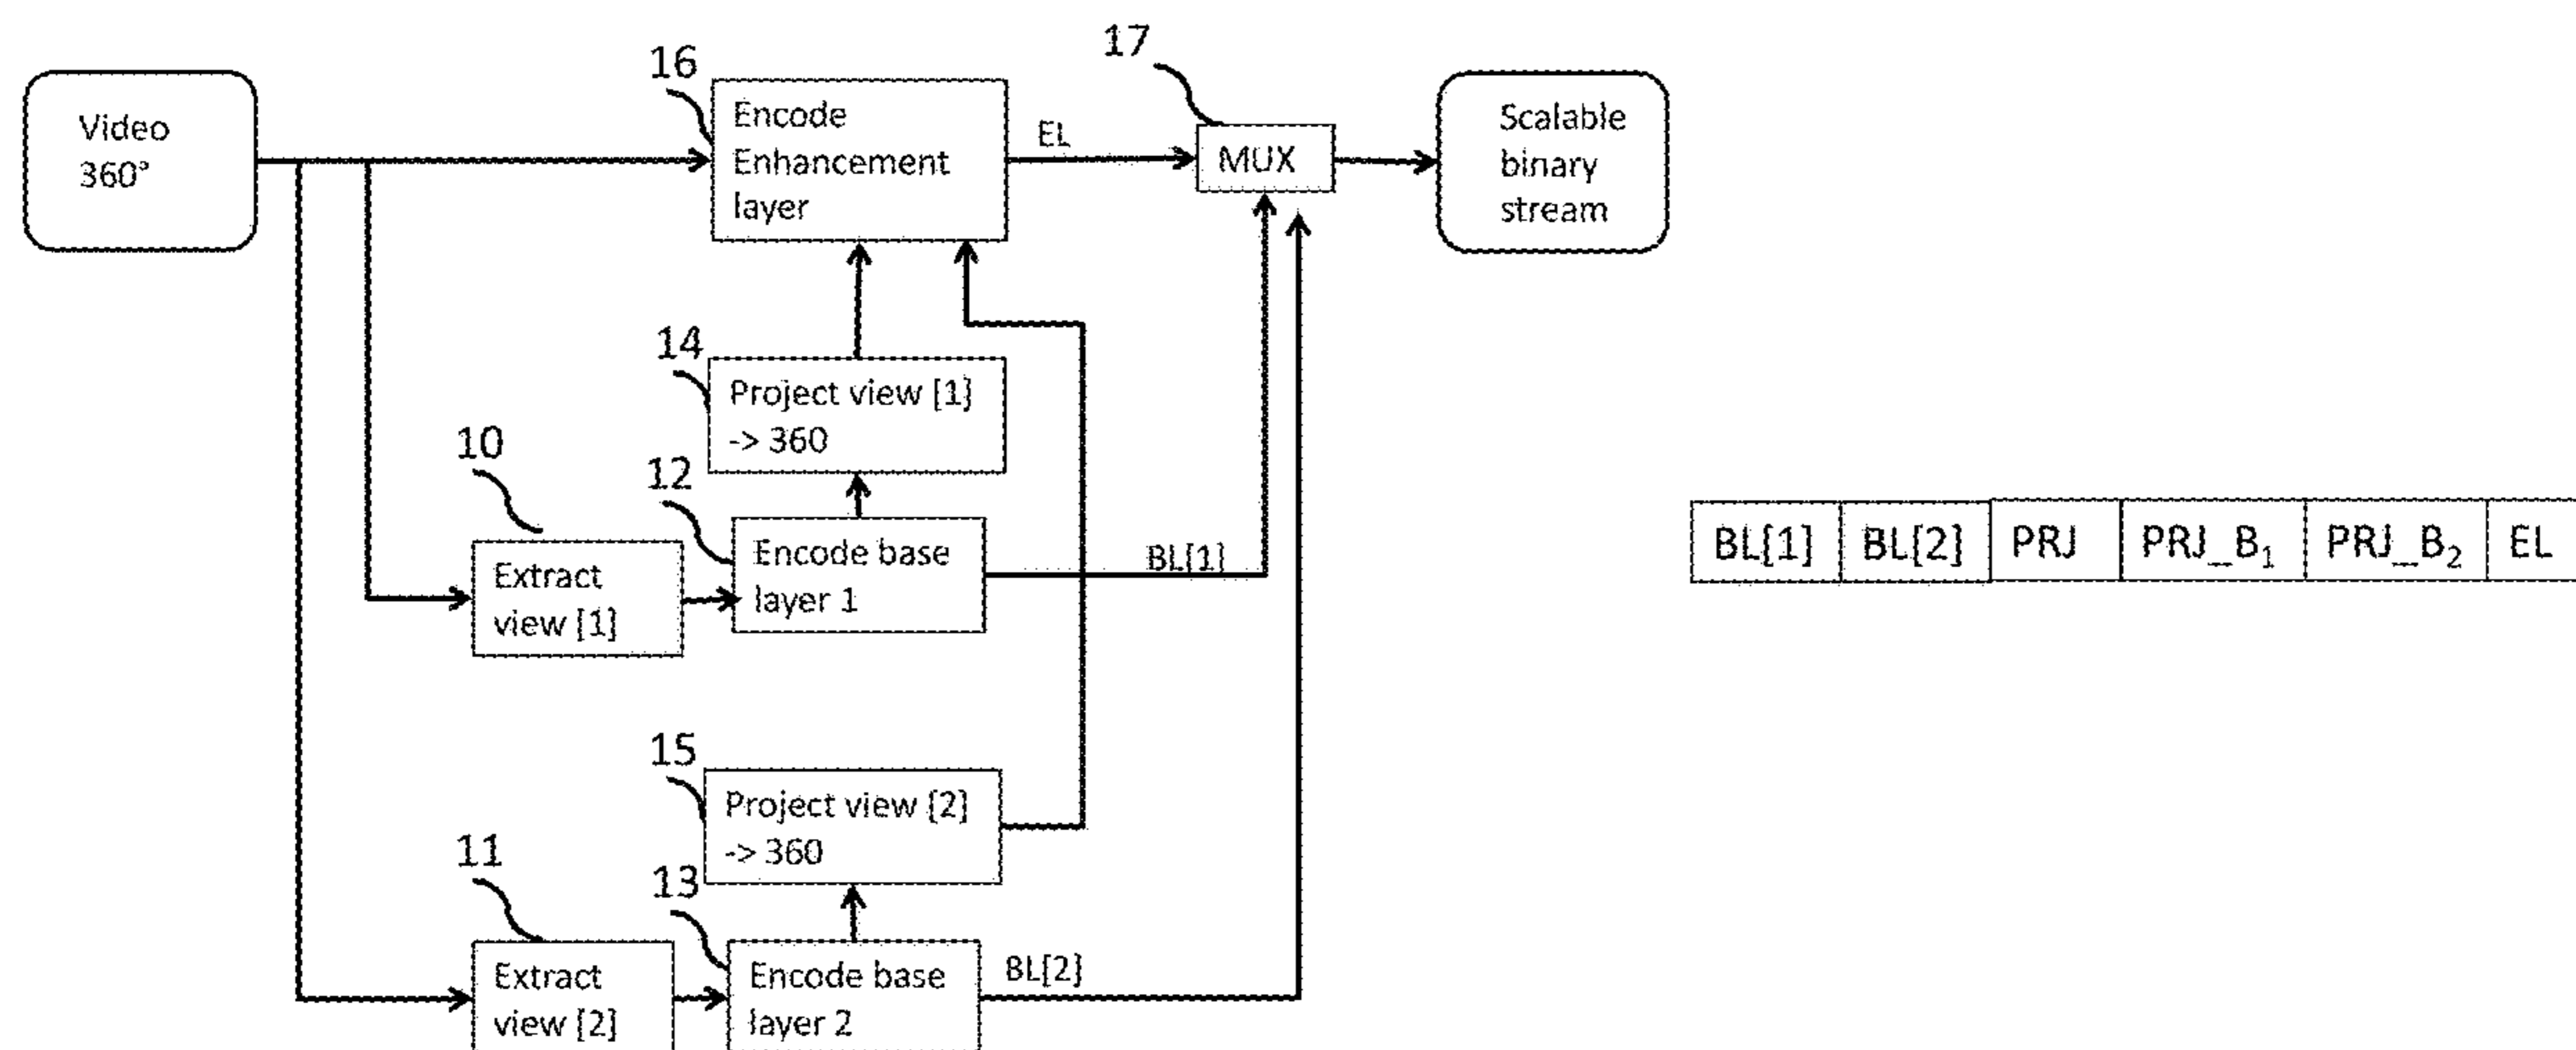 17
16
Video
360°
Encode
Enhancement
layer
EL
MUX
Scalable
binary
stream
14
Project view [1]
-> 360
10
12
Extract
view [1]
Encode base
layer 1
BL[1]
BL[1] BL[2] PRJ PRJ_B₁ PRJ_B₂ EL
15
Project view [2]
-> 360
11
13
Extract
view [2]
Encode base
layer 2
BL[2]